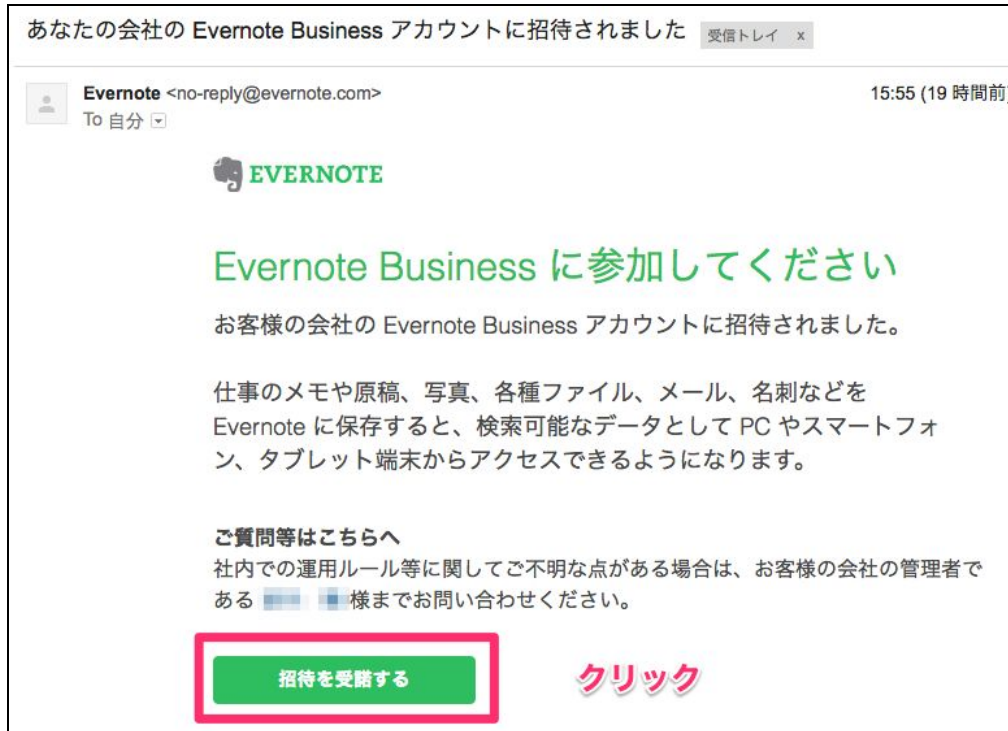 あなたの会社の Evernote Business アカウントに招待されました 受信トレイ x
Evernote <no-reply@evernote.com> 15:55 (19 時間前)
To 自分
EVERNOTE
Evernote Business に参加してください
お客様の会社の Evernote Business アカウントに招待されました。
仕事のメモや原稿、写真、各種ファイル、メール、名刺などを
Evernote に保存すると、検索可能なデータとして PC やスマートフォ
ン、タブレット端末からアクセスできるようになります。
ご質問等はこちらへ
社内での運用ルール等に関してご不明な点がある場合は、お客様の会社の管理者で
ある 様までお問い合わせください。
招待を受諾する クリック